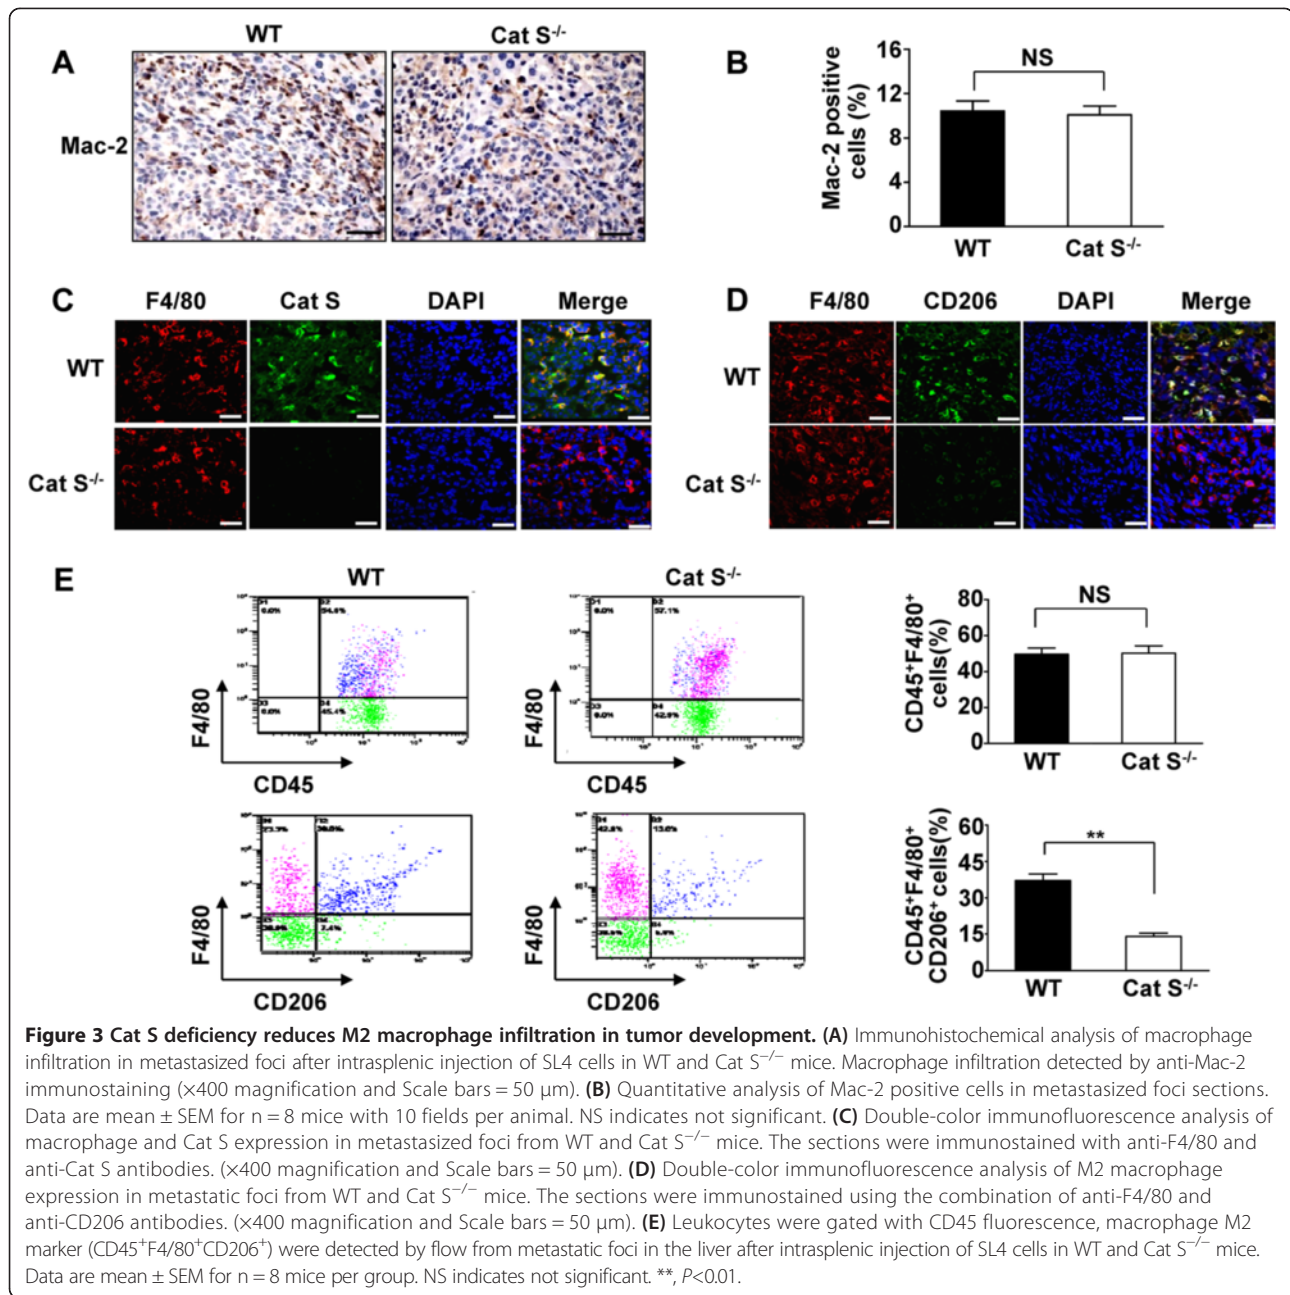 WT Cat S-/-
A
Mac-2
B
Mac-2 positive
cells (%)
16
12
8
4
0
NS
WT Cat S-/-
C
F4/80 Cat S DAPI Merge
WT
Cat S-/-
D
F4/80 CD206 DAPI Merge
WT
Cat S-/-
E
WT Cat S-/-
F4/80
CD45
F4/80
CD45
CD45+F4/80+
cells(%)
80
60
40
20
0
NS
WT Cat S-/-
F4/80
CD206
F4/80
CD206
CD45+F4/80+
CD206+ cells(%)
60
45
30
15
0
**
WT Cat S-/-
Figure 3 Cat S deficiency reduces M2 macrophage infiltration in tumor development. (A) Immunohistochemical analysis of macrophage
infiltration in metastasized foci after intrasplenic injection of SL4 cells in WT and Cat S−/− mice. Macrophage infiltration detected by anti-Mac-2
immunostaining (×400 magnification and Scale bars = 50 μm). (B) Quantitative analysis of Mac-2 positive cells in metastasized foci sections.
Data are mean ± SEM for n = 8 mice with 10 fields per animal. NS indicates not significant. (C) Double-color immunofluorescence analysis of
macrophage and Cat S expression in metastasized foci from WT and Cat S−/− mice. The sections were immunostained with anti-F4/80 and
anti-Cat S antibodies. (×400 magnification and Scale bars = 50 μm). (D) Double-color immunofluorescence analysis of M2 macrophage
expression in metastatic foci from WT and Cat S−/− mice. The sections were immunostained using the combination of anti-F4/80 and
anti-CD206 antibodies. (×400 magnification and Scale bars = 50 μm). (E) Leukocytes were gated with CD45 fluorescence, macrophage M2
marker (CD45+F4/80+CD206+) were detected by flow from metastatic foci in the liver after intrasplenic injection of SL4 cells in WT and Cat S−/− mice.
Data are mean ± SEM for n = 8 mice per group. NS indicates not significant. **, P<0.01.